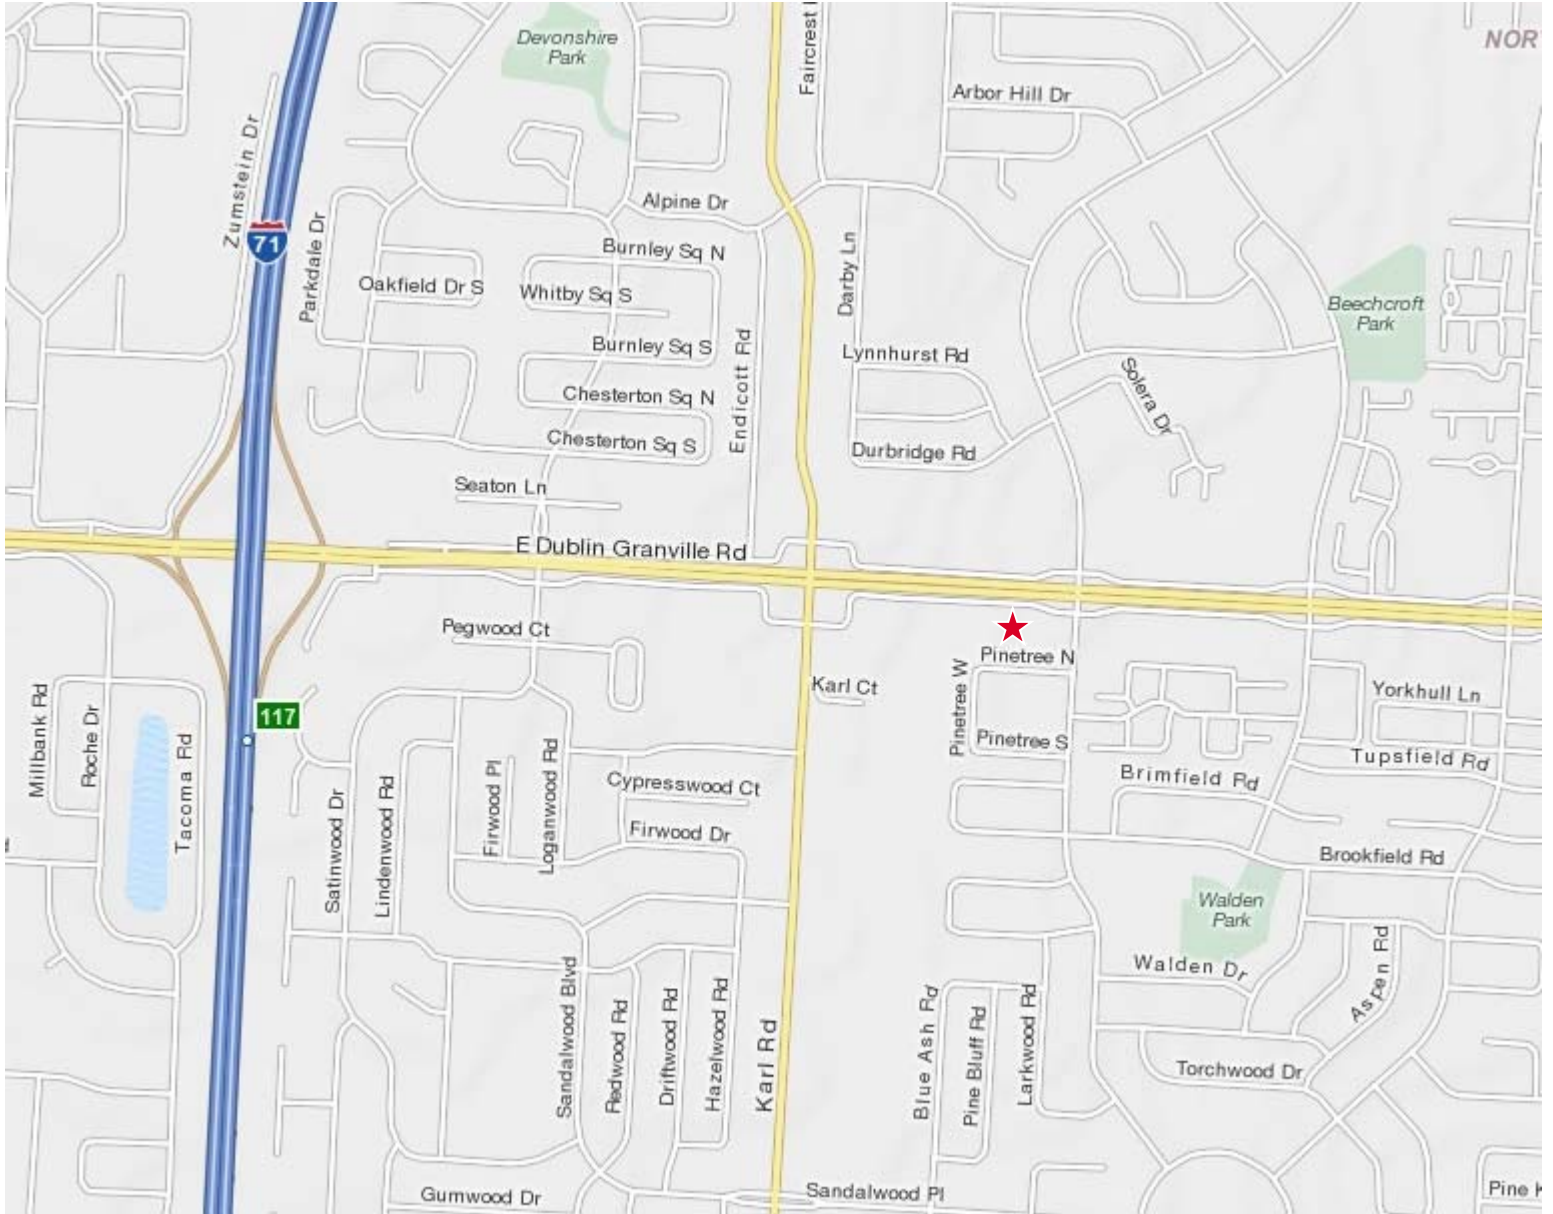 Devonshire
Park
NOR
Faircrest
Arbor Hill Dr
Zumstein Dr
Alpine Dr
71
Parkdale Dr
Burnley Sq N
Darby Ln
Oakfield Dr S
Whitby Sq S
Beechcroft
Park
Burnley Sq S
Endicott Rd
Lynnhurst Rd
Solera Dr
Chesterton Sq N
Chesterton Sq S
Durbridge Rd
Seaton Ln
E Dublin Granville Rd
Pegwood Ct
Pinetree N
Pinetree W
Karl Ct
Yorkhull Ln
Millbank Rd
Roche Dr
117
Tacoma Rd
Pinetree S
Tupsfield Rd
Brimfield Rd
Cypresswood Ct
Satinwood Dr
Lindenwood Rd
Firwood Pl
Loganwood Rd
Firwood Dr
Brookfield Rd
Walden
Park
Walden Dr
Aspen Rd
Sandalwood Blvd
Redwood Rd
Driftwood Rd
Hazelwood Rd
Karl Rd
Blue Ash Rd
Pine Bluff Rd
Larkwood Rd
Torchwood Dr
Gumwood Dr
Sandalwood Pl
Pine